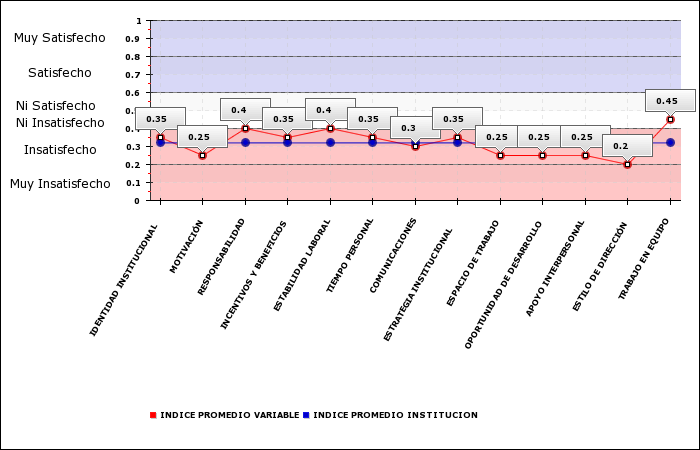 Muy Satisfecho
Satisfecho
Ni Satisfecho
Ni Insatisfecho
Insatisfecho
Muy Insatisfecho
1
0.9
0.8
0.7
0.6
0.3
0.2
0.1
0
0.35
0.25
0.4
0.35
0.4
0.35
0.3
0.35
0.25
0.25
0.25
0.2
0.45
IDENTIDAD INSTITUCIONAL
MOTIVACIÓN
RESPONSABILIDAD
INCENTIVOS Y BENEFICIOS
ESTABILIDAD LABORAL
TIEMPO PERSONAL
COMUNICACIONES
ESTRATEGIA INSTITUCIONAL
ESPACIO DE TRABAJO
OPORTUNIDAD DE DESARROLLO
APOYO INTERPERSONAL
ESTILO DE DIRECCIÓN
TRABAJO EN EQUIPO
INDICE PROMEDIO VARIABLE INDICE PROMEDIO INSTITUCION